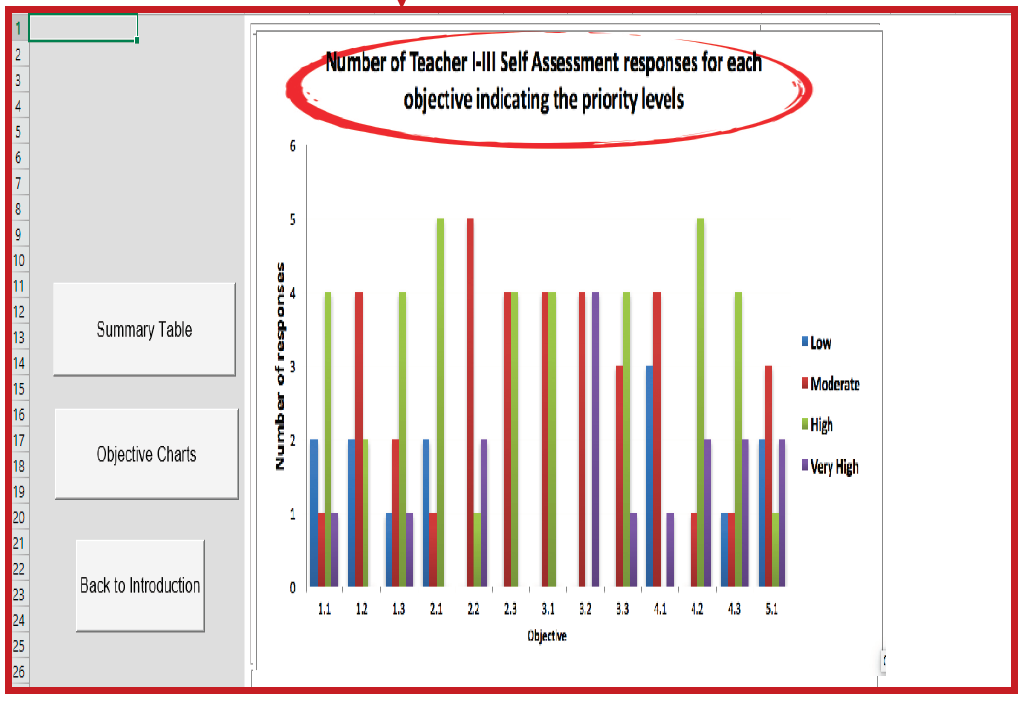 Number of Teacher I-III Self Assessment responses for each
objective indicating the priority levels
1
2
3
4
5
6
7
8
9
10
11
12
13
14
15
16
17
18
19
20
21
22
23
24
25
26
Summary Table
Objective Charts
Back to Introduction
Number of responses
6
5
4
3
2
1
0
1.1 1.2 1.3 2.1 2.2 2.3 3.1 3.2 3.3 4.1 4.2 4.3 5.1
Objective
Low
Moderate
High
Very High